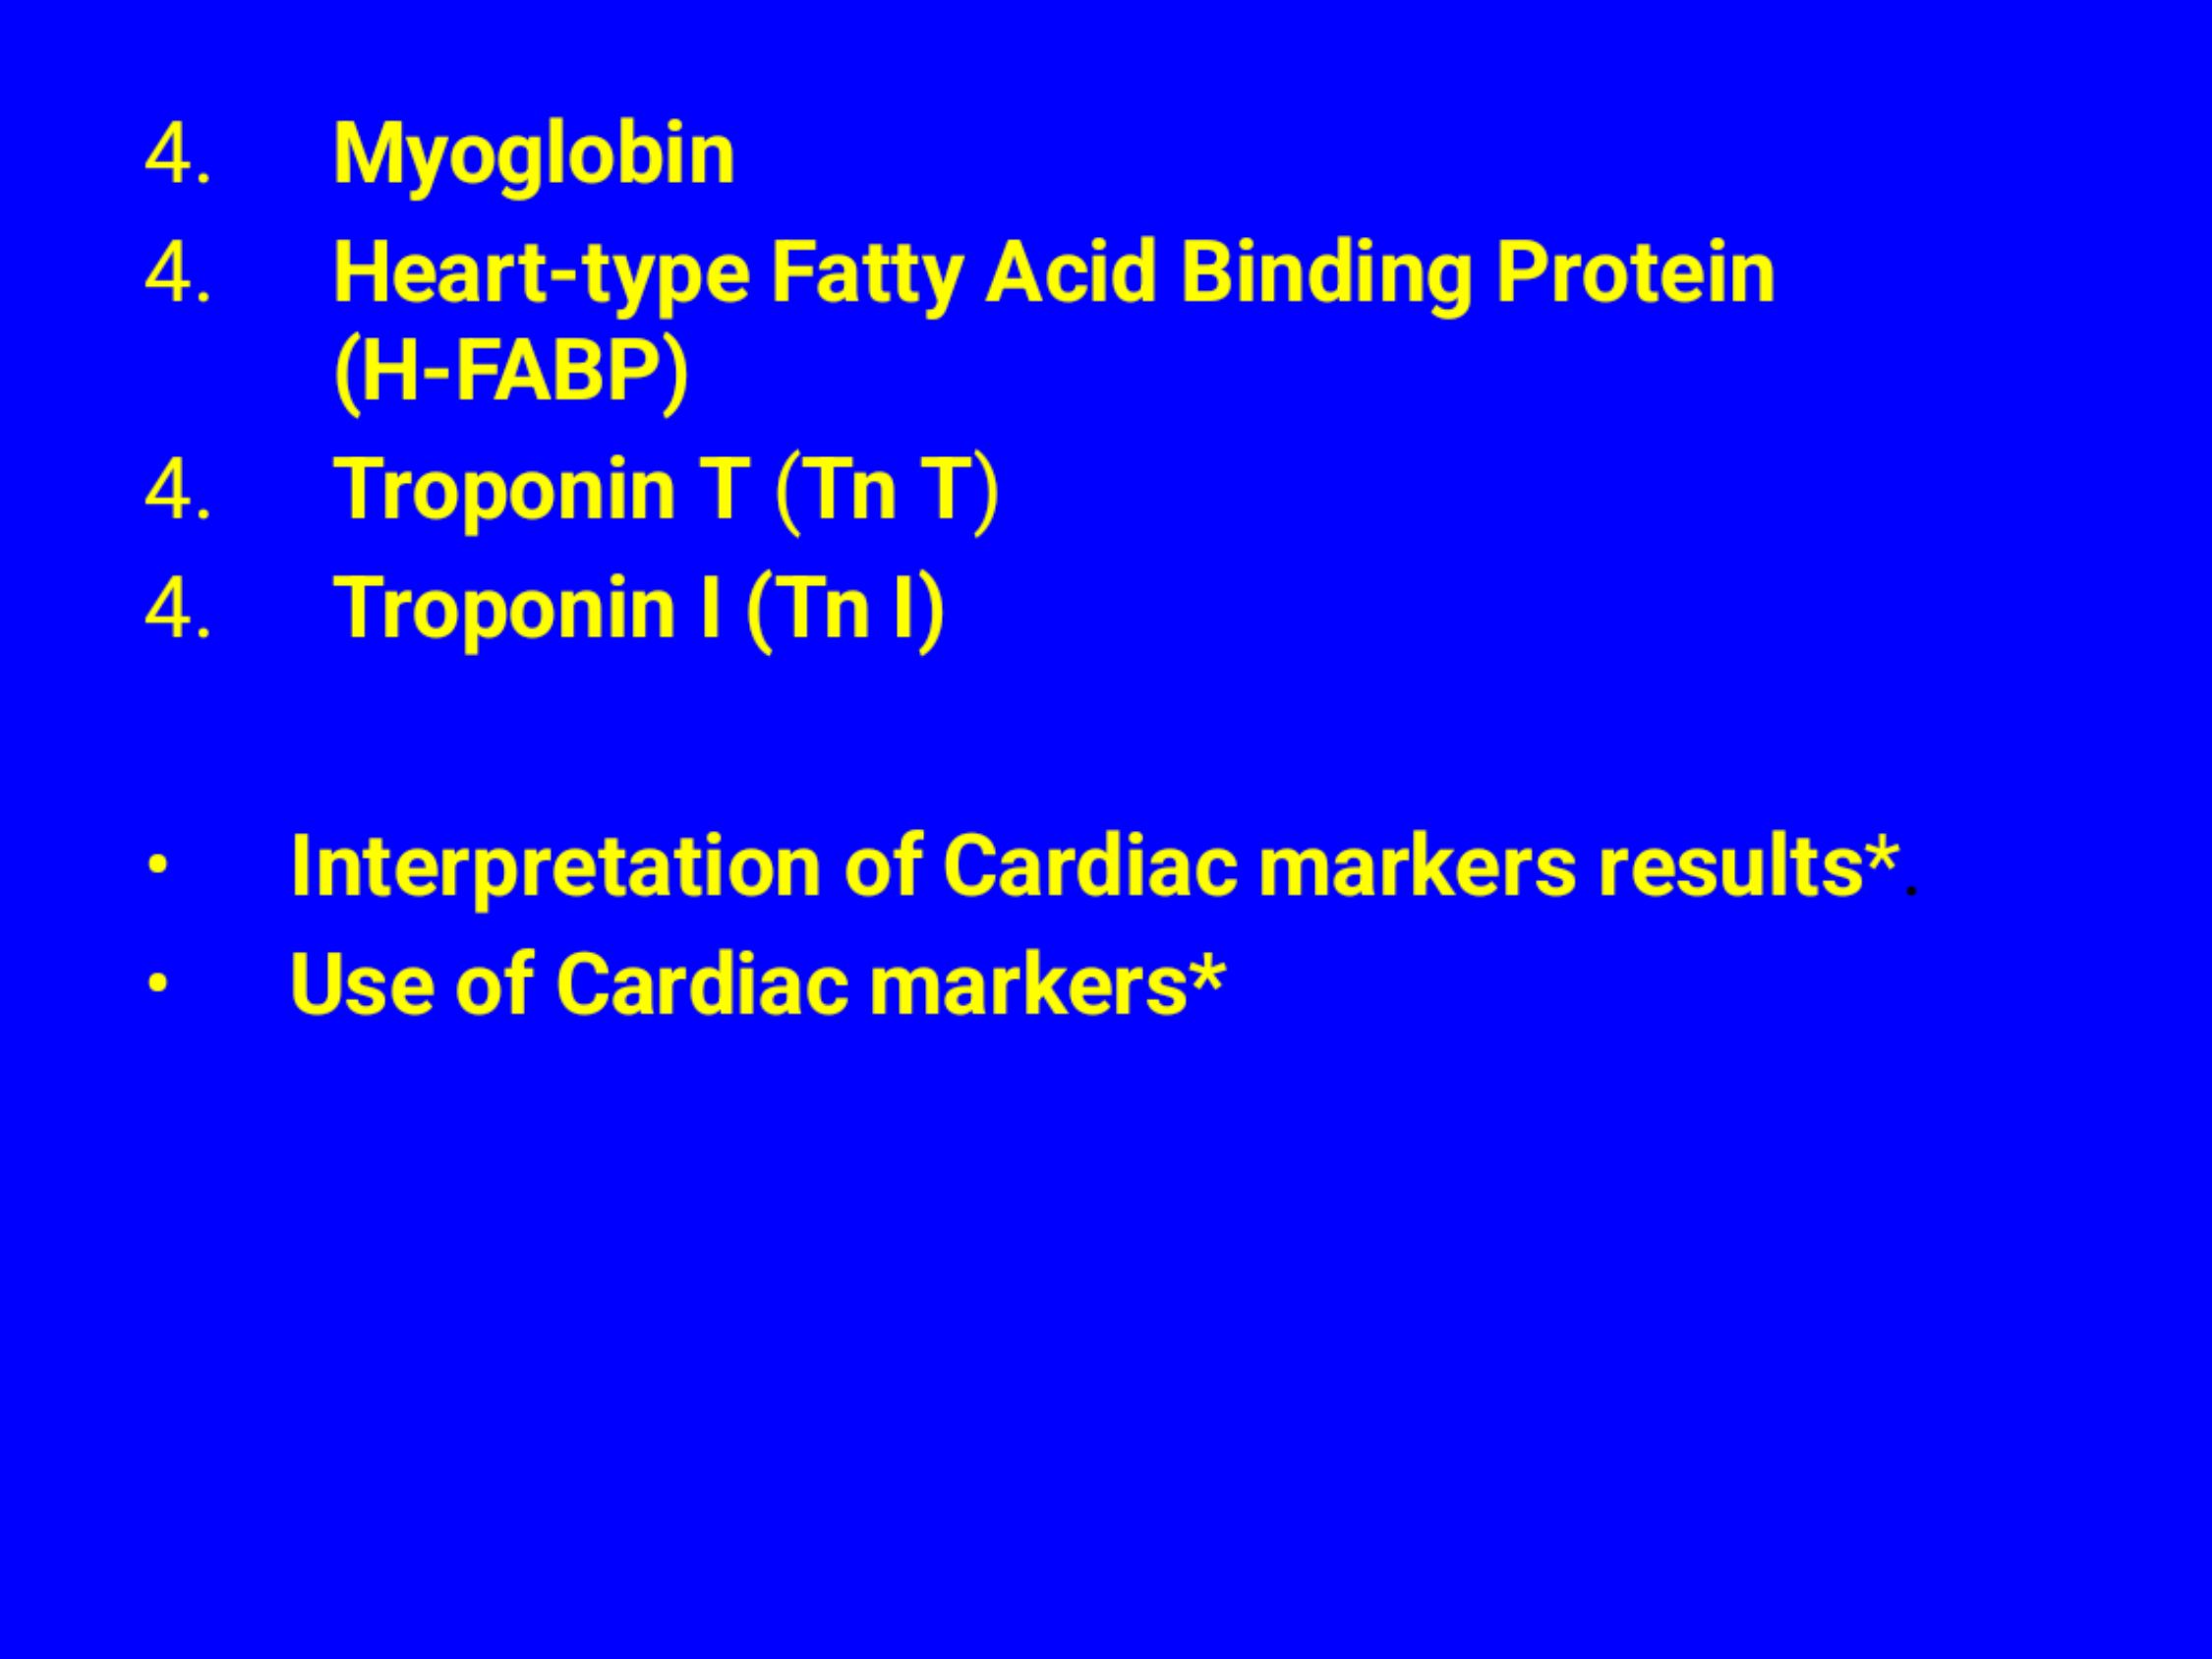 4. Myoglobin
4. Heart-type Fatty Acid Binding Protein
(H-FABP)
4. Troponin T (Tn T)
4. Troponin I (Tn I)
• Interpretation of Cardiac markers results*.
• Use of Cardiac markers*